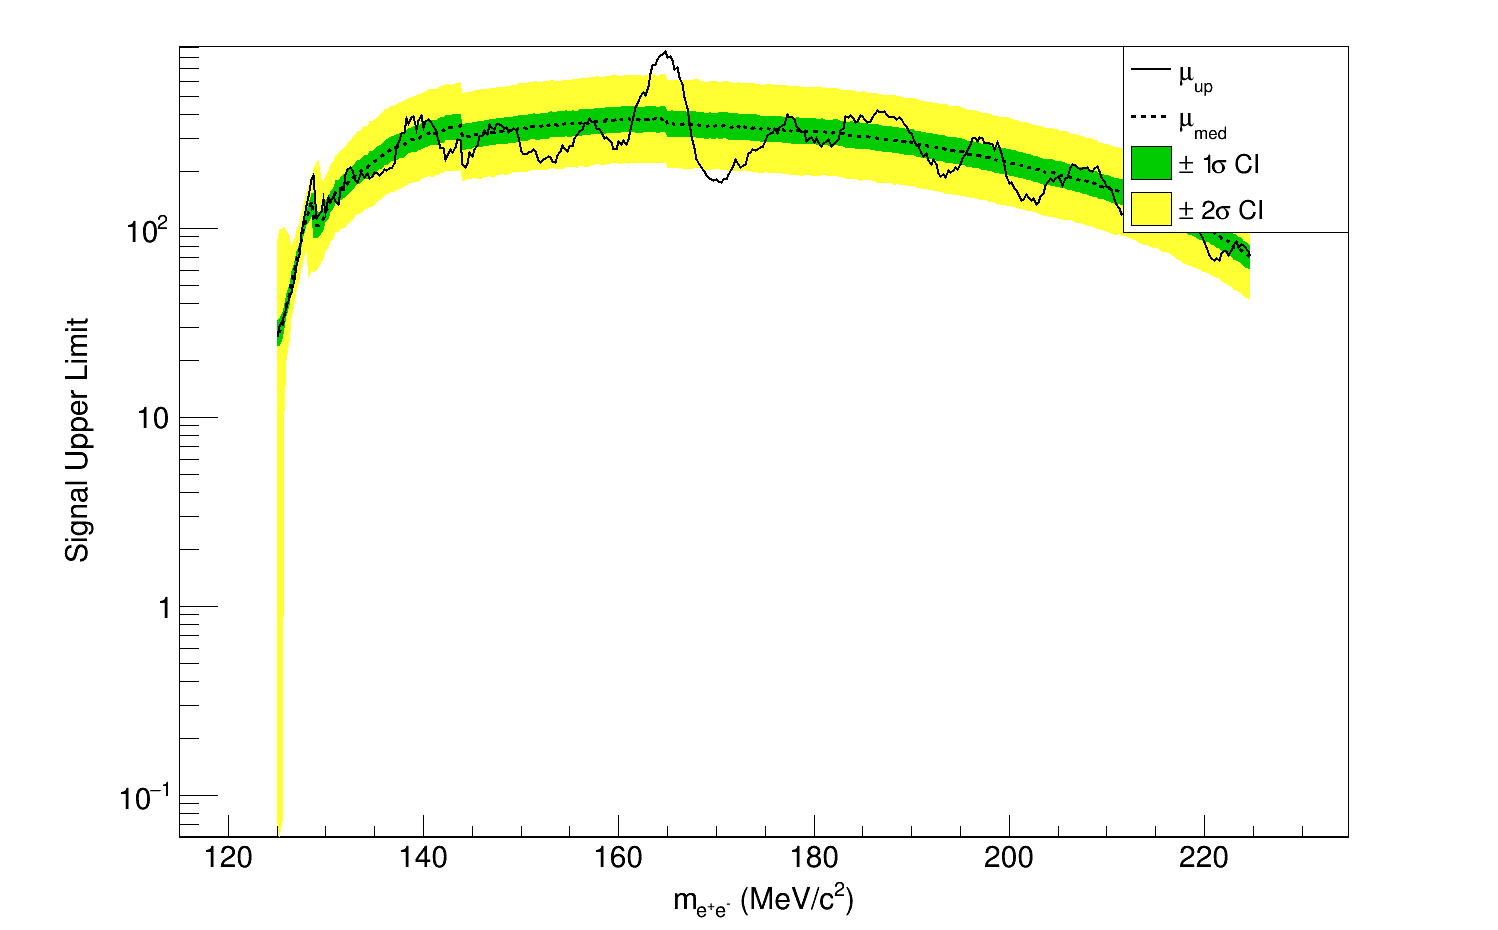 μup
μmed
± 1σ CI
± 2σ CI
10²
10
1
10⁻¹
Signal Upper Limit
120 140 160 180 200 220
mₑ⁺ₑ⁻ (MeV/c²)